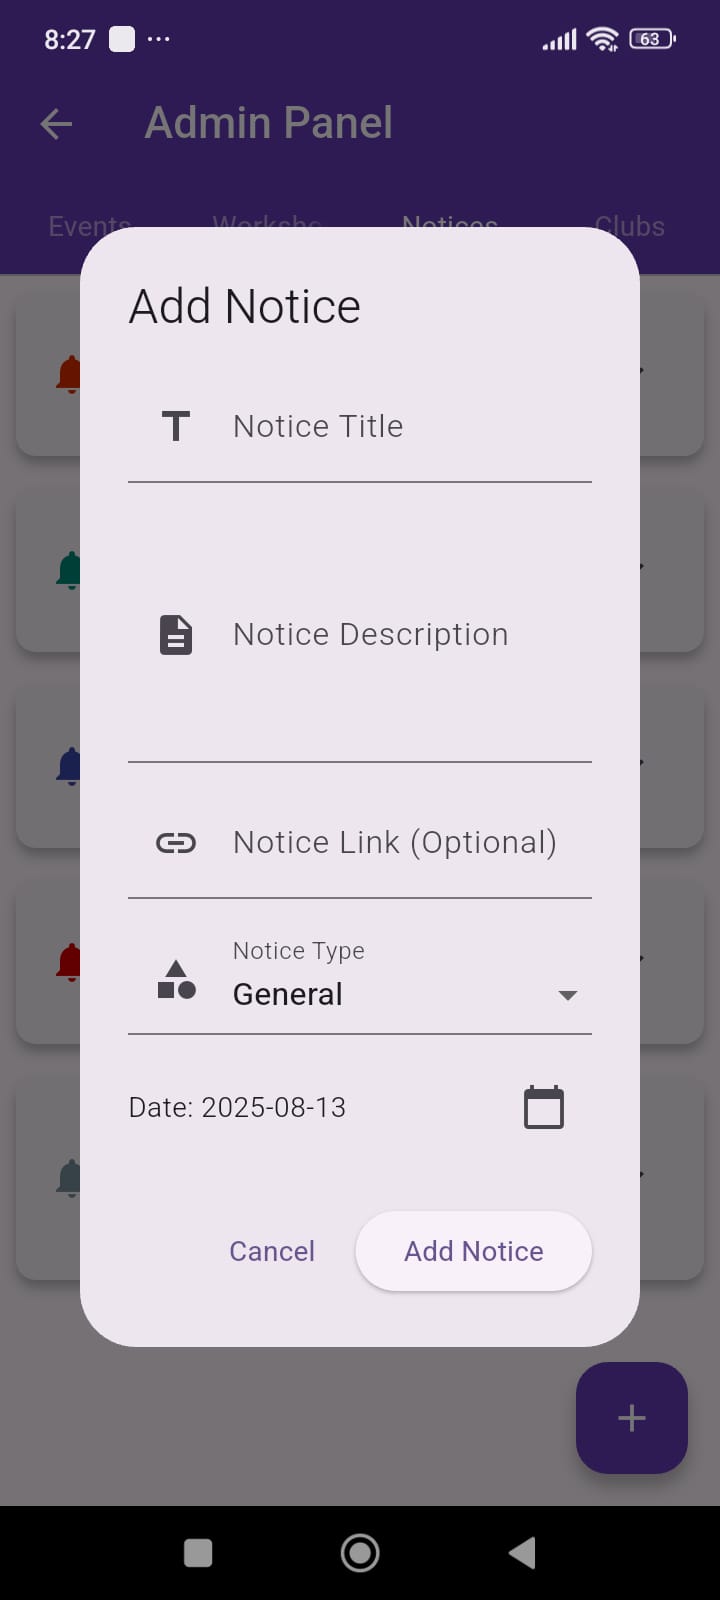 8:27
63
Admin Panel
Events Worksho Notices Clubs
Add Notice
Notice Title
Notice Description
Notice Link (Optional)
Notice Type
General
Date: 2025-08-13
Cancel Add Notice